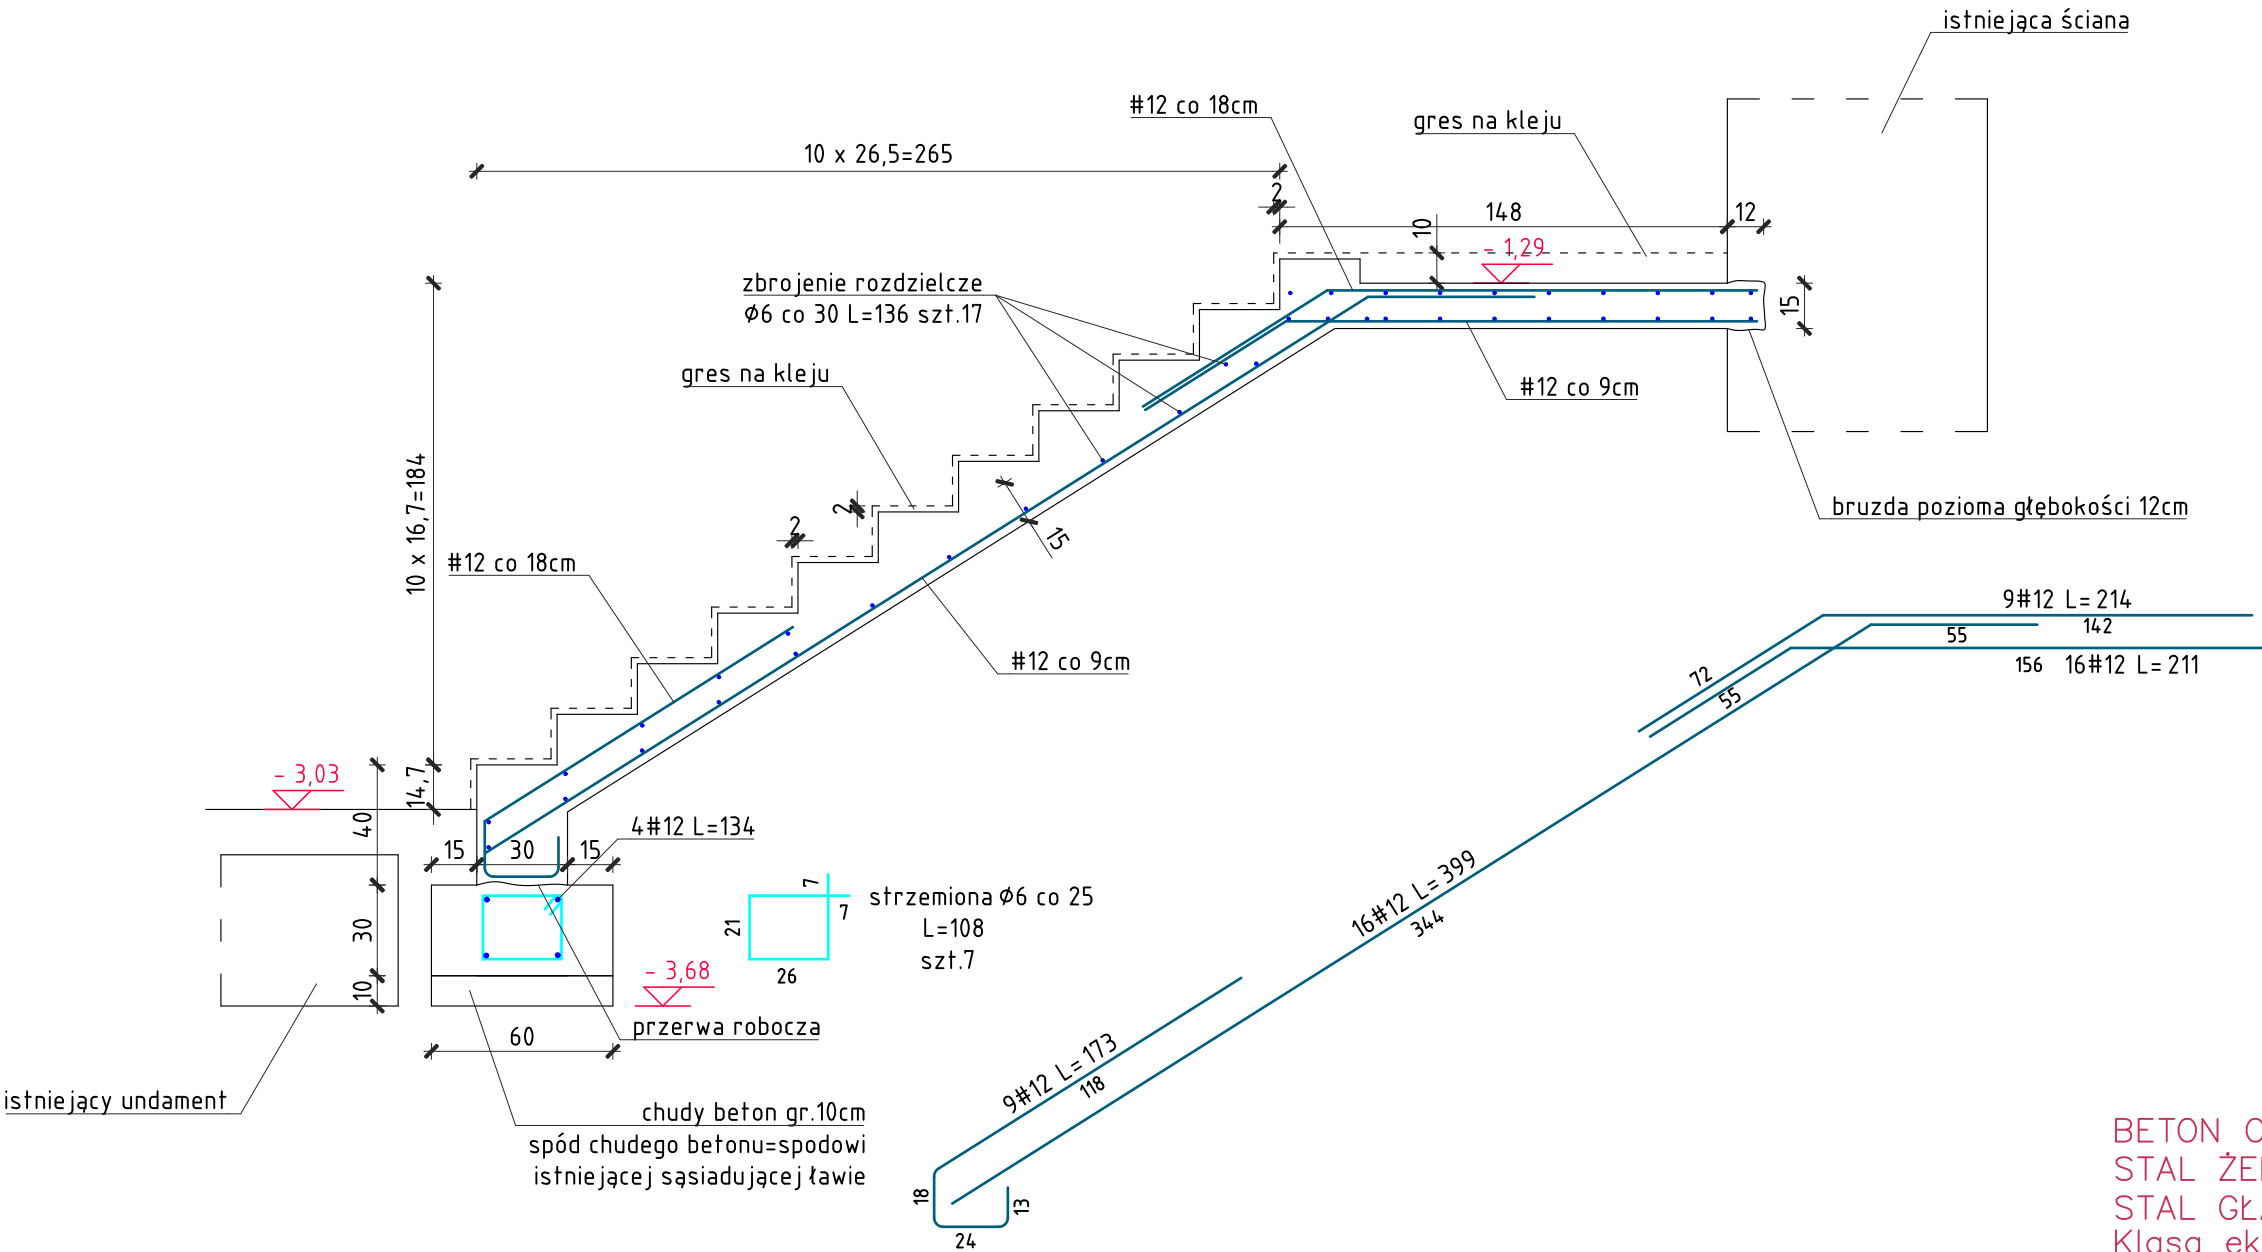 istniejąca ściana
#12 co 18cm
gres na kleju
10 x 26,5=265
2
148
12
10
- 1,29
zbrojenie rozdzielcze
Ø6 co 30 L=136 szt.17
15
gres na kleju
#12 co 9cm
10 x 16,7=184
2
2
15
bruzda pozioma głębokości 12cm
#12 co 18cm
9#12 L=214
142
55
#12 co 9cm
72
156 16#12 L=211
55
- 3,03
14,7
40
4#12 L=134
15
30
15
16#12 L=399
344
7
7
21
26
strzemiona Ø6 co 25
L=108
szt.7
30
10
- 3,68
przerwa robocza
60
9#12 L=173
118
istniejący undament
chudy beton gr.10cm
spód chudego betonu=spodowi
istniejącej sąsiadującej ławie
18
13
24
BETON
STAL
STAL
Klasa